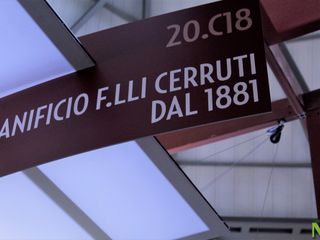 20.C18
ANIFICIO F.LLI CERRUTI
DAL 1881